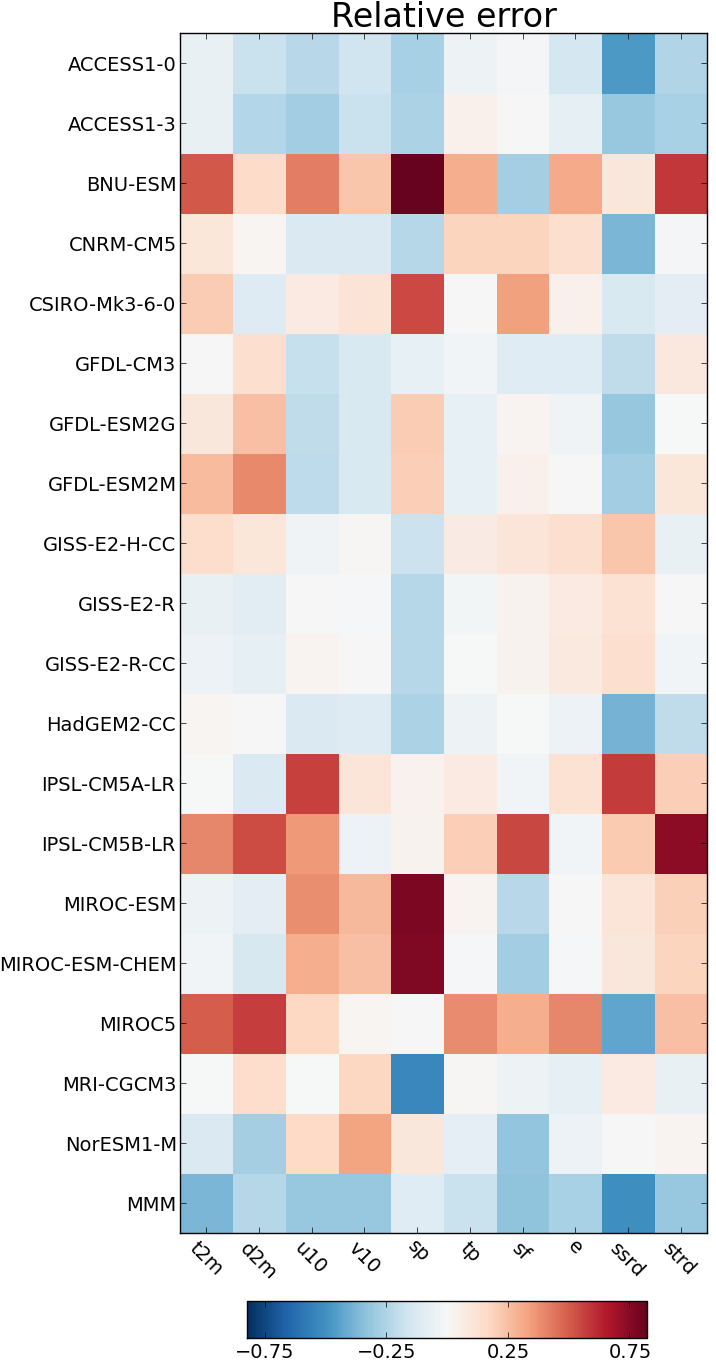 Relative error
ACCESS1-0
ACCESS1-3
BNU-ESM
CNRM-CM5
CSIRO-Mk3-6-0
GFDL-CM3
GFDL-ESM2G
GFDL-ESM2M
GISS-E2-H-CC
GISS-E2-R
GISS-E2-R-CC
HadGEM2-CC
IPSL-CM5A-LR
IPSL-CM5B-LR
MIROC-ESM
MIROC-ESM-CHEM
MIROC5
MRI-CGCM3
NorESM1-M
MMM
t2m d2m u10 v10 sp tp sf e ssrd strd
−0.75 −0.25 0.25 0.75